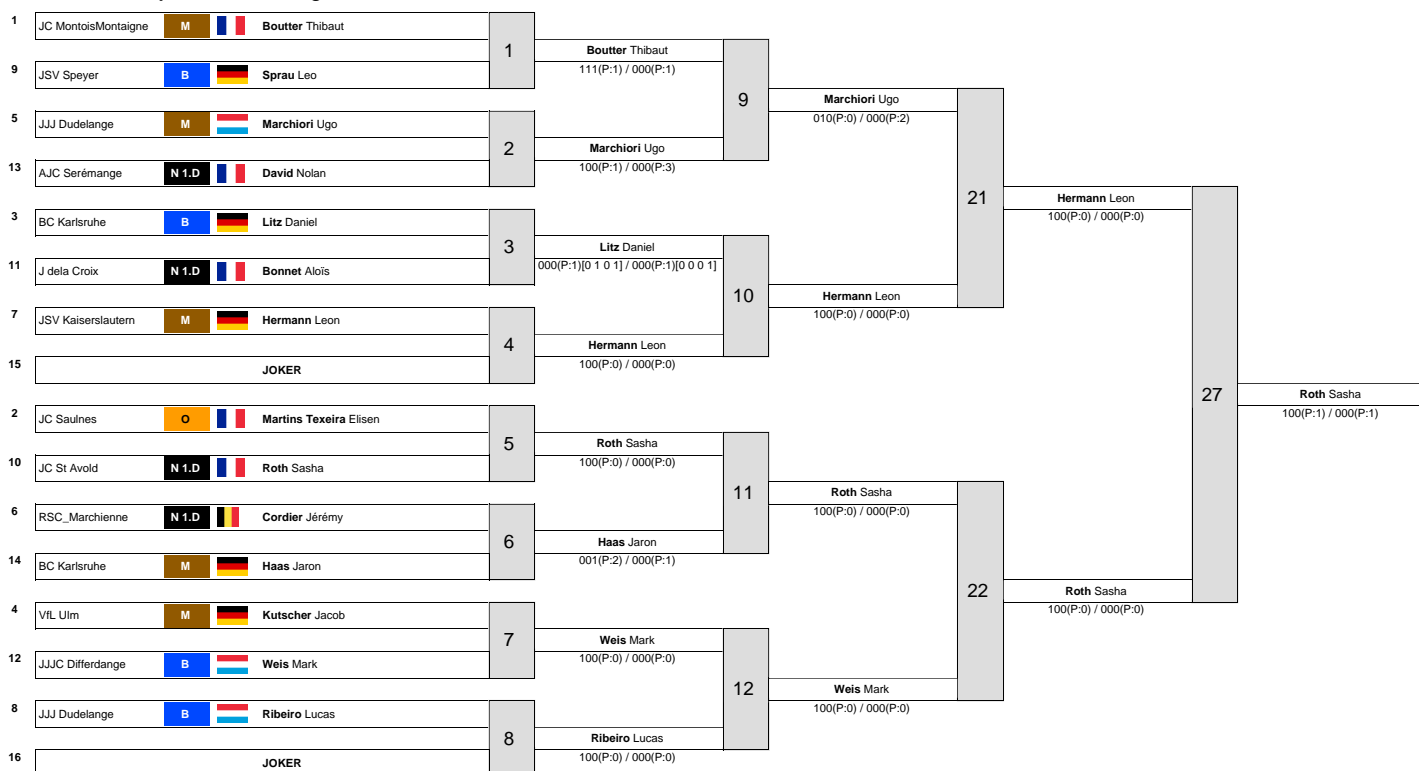 1 JC MontoisMontaigne M Boutter Thibaut
9 JSV Speyer B Sprau Leo
5 JJJ Dudelange M Marchiori Ugo
13 AJC Serémange N 1.D David Nolan
3 BC Karlsruhe B Litz Daniel
11 J dela Croix N 1.D Bonnet Aloïs
7 JSV Kaiserslautern M Hermann Leon
15 JOKER
2 JC Saulnes O Martins Texeira Elisen
10 JC St Avold N 1.D Roth Sasha
6 RSC_Marchienne N 1.D Cordier Jérémy
14 BC Karlsruhe M Haas Jaron
4 VfL Ulm M Kutscher Jacob
12 JJJC Differdange B Weis Mark
8 JJJ Dudelange B Ribeiro Lucas
16 JOKER
1
2
3
4
5
6
7
8
Boutter Thibaut
111(P:1) / 000(P:1)
Marchiori Ugo
100(P:1) / 000(P:3)
Litz Daniel
000(P:1)[0 1 0 1] / 000(P:1)[0 0 0 1]
Hermann Leon
100(P:0) / 000(P:0)
Roth Sasha
100(P:0) / 000(P:0)
Haas Jaron
001(P:2) / 000(P:1)
Weis Mark
100(P:0) / 000(P:0)
Ribeiro Lucas
100(P:0) / 000(P:0)
9
10
11
12
Marchiori Ugo
010(P:0) / 000(P:2)
Hermann Leon
100(P:0) / 000(P:0)
Roth Sasha
100(P:0) / 000(P:0)
Weis Mark
100(P:0) / 000(P:0)
21
22
Hermann Leon
100(P:0) / 000(P:0)
Roth Sasha
100(P:0) / 000(P:0)
27
Roth Sasha
100(P:1) / 000(P:1)